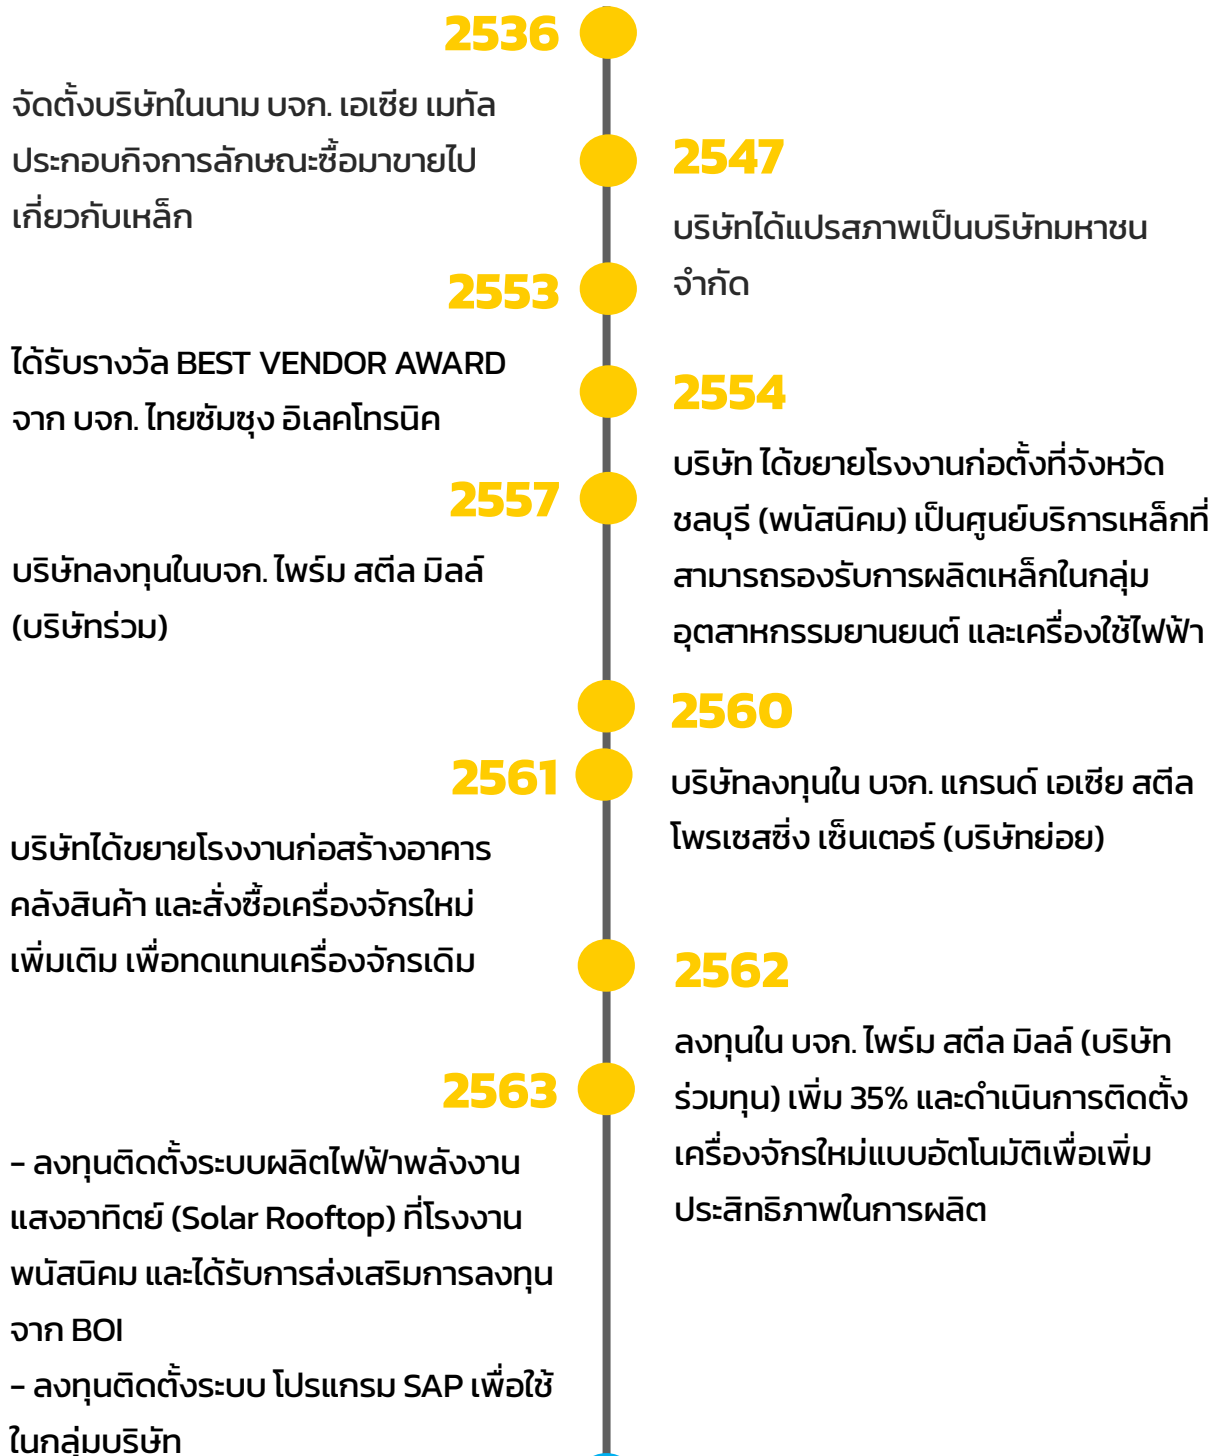 2536
จัดตั้งบริษัทในนาม บจก. เอเซีย เมทัล
ประกอบกิจการลักษณะซื้อมาขายไป
เกี่ยวกับเหล็ก
2547
บริษัทได้แปรสภาพเป็นบริษัทมหาชน
จำกัด
2553
ได้รับรางวัล BEST VENDOR AWARD
จาก บจก. ไทยซัมซุง อิเลคโทรนิค
2554
บริษัท ได้ขยายโรงงานก่อตั้งที่จังหวัด
ชลบุรี (พนัสนิคม) เป็นศูนย์บริการเหล็กที่
สามารถรองรับการผลิตเหล็กในกลุ่ม
อุตสาหกรรมยานยนต์ และเครื่องใช้ไฟฟ้า
2557
บริษัทลงทุนในบจก. ไพร์ม สตีล มิลล์
(บริษัทร่วม)
2560
บริษัทลงทุนใน บจก. แกรนด์ เอเซีย สตีล
โพรเซสซิ่ง เซ็นเตอร์ (บริษัทย่อย)
2561
บริษัทได้ขยายโรงงานก่อสร้างอาคาร
คลังสินค้า และสั่งซื้อเครื่องจักรใหม่
เพิ่มเติม เพื่อทดแทนเครื่องจักรเดิม
2562
ลงทุนใน บจก. ไพร์ม สตีล มิลล์ (บริษัท
ร่วมทุน) เพิ่ม 35% และดำเนินการติดตั้ง
เครื่องจักรใหม่แบบอัตโนมัติเพื่อเพิ่ม
ประสิทธิภาพในการผลิต
2563
- ลงทุนติดตั้งระบบผลิตไฟฟ้าพลังงาน
แสงอาทิตย์ (Solar Rooftop) ที่โรงงาน
พนัสนิคม และได้รับการส่งเสริมการลงทุน
จาก BOI
- ลงทุนติดตั้งระบบ โปรแกรม SAP เพื่อใช้
ในกลุ่มบริษัท